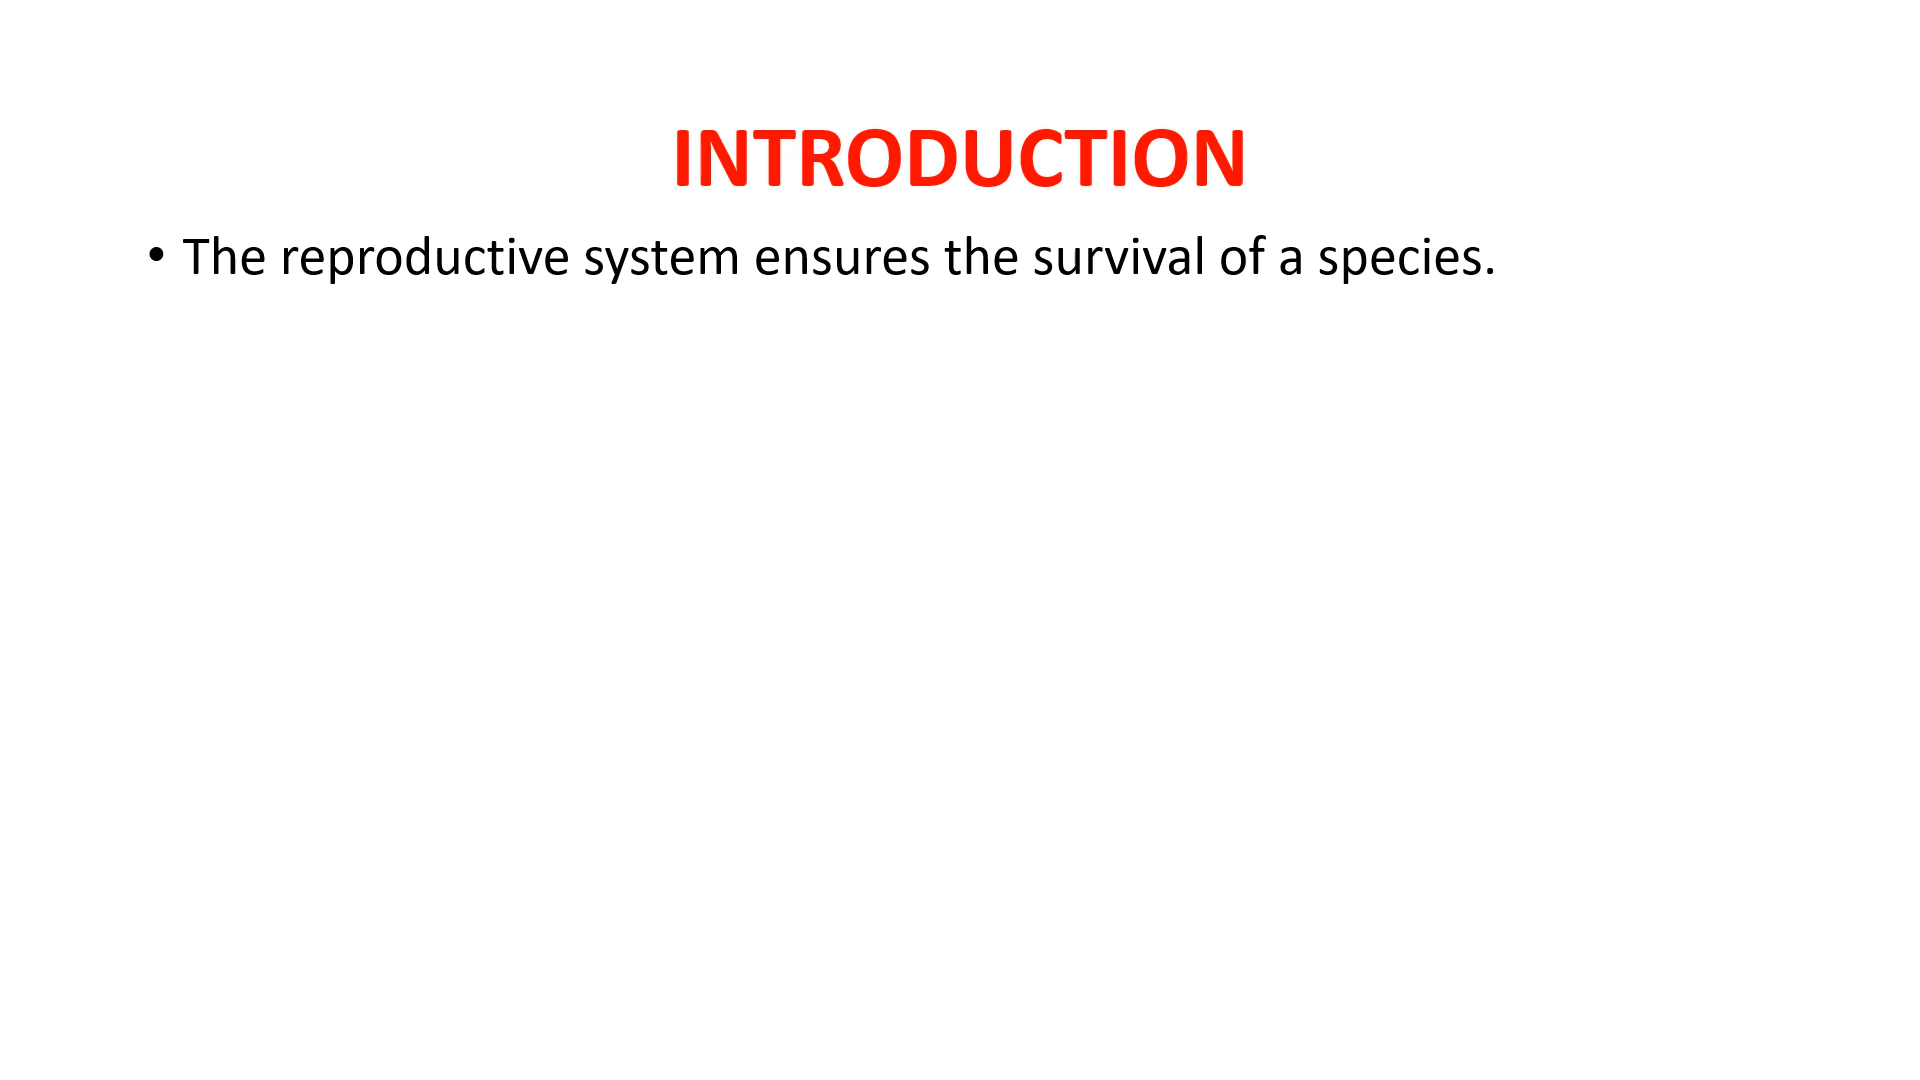 INTRODUCTION
• The reproductive system ensures the survival of a species.